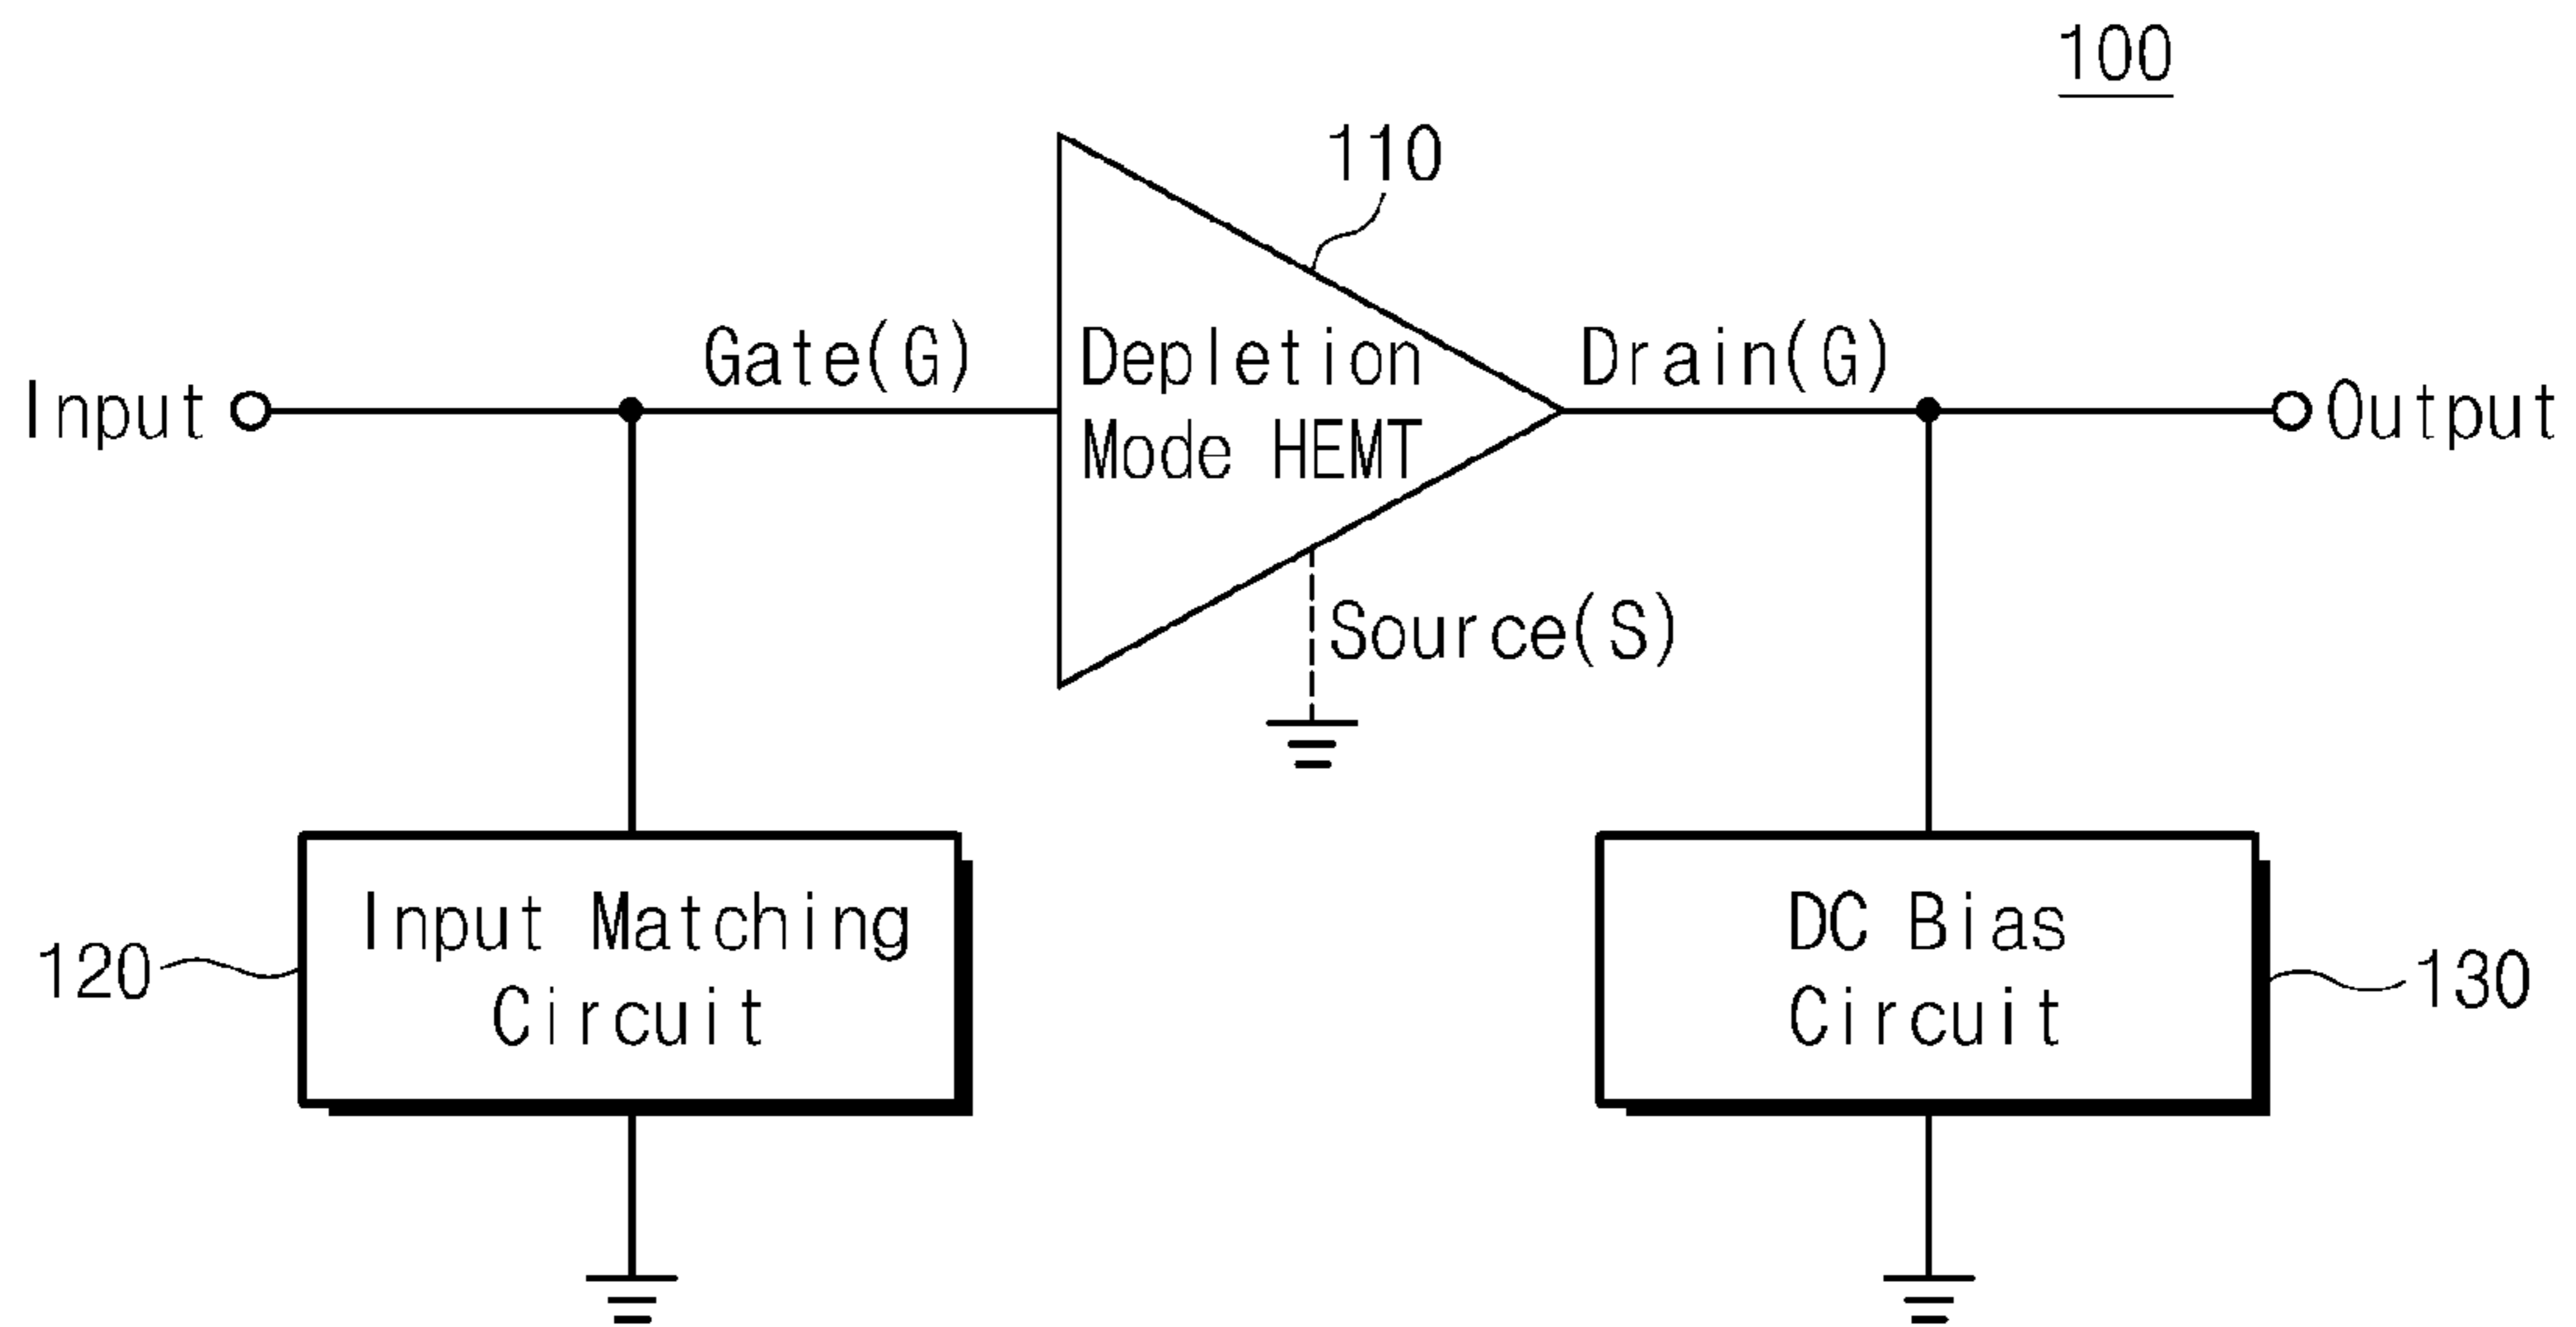 100
110
Gate(G)
Depletion
Mode HEMT
Drain(G)
Input
Output
Source(S)
Input Matching
Circuit
120
DC Bias
Circuit
130